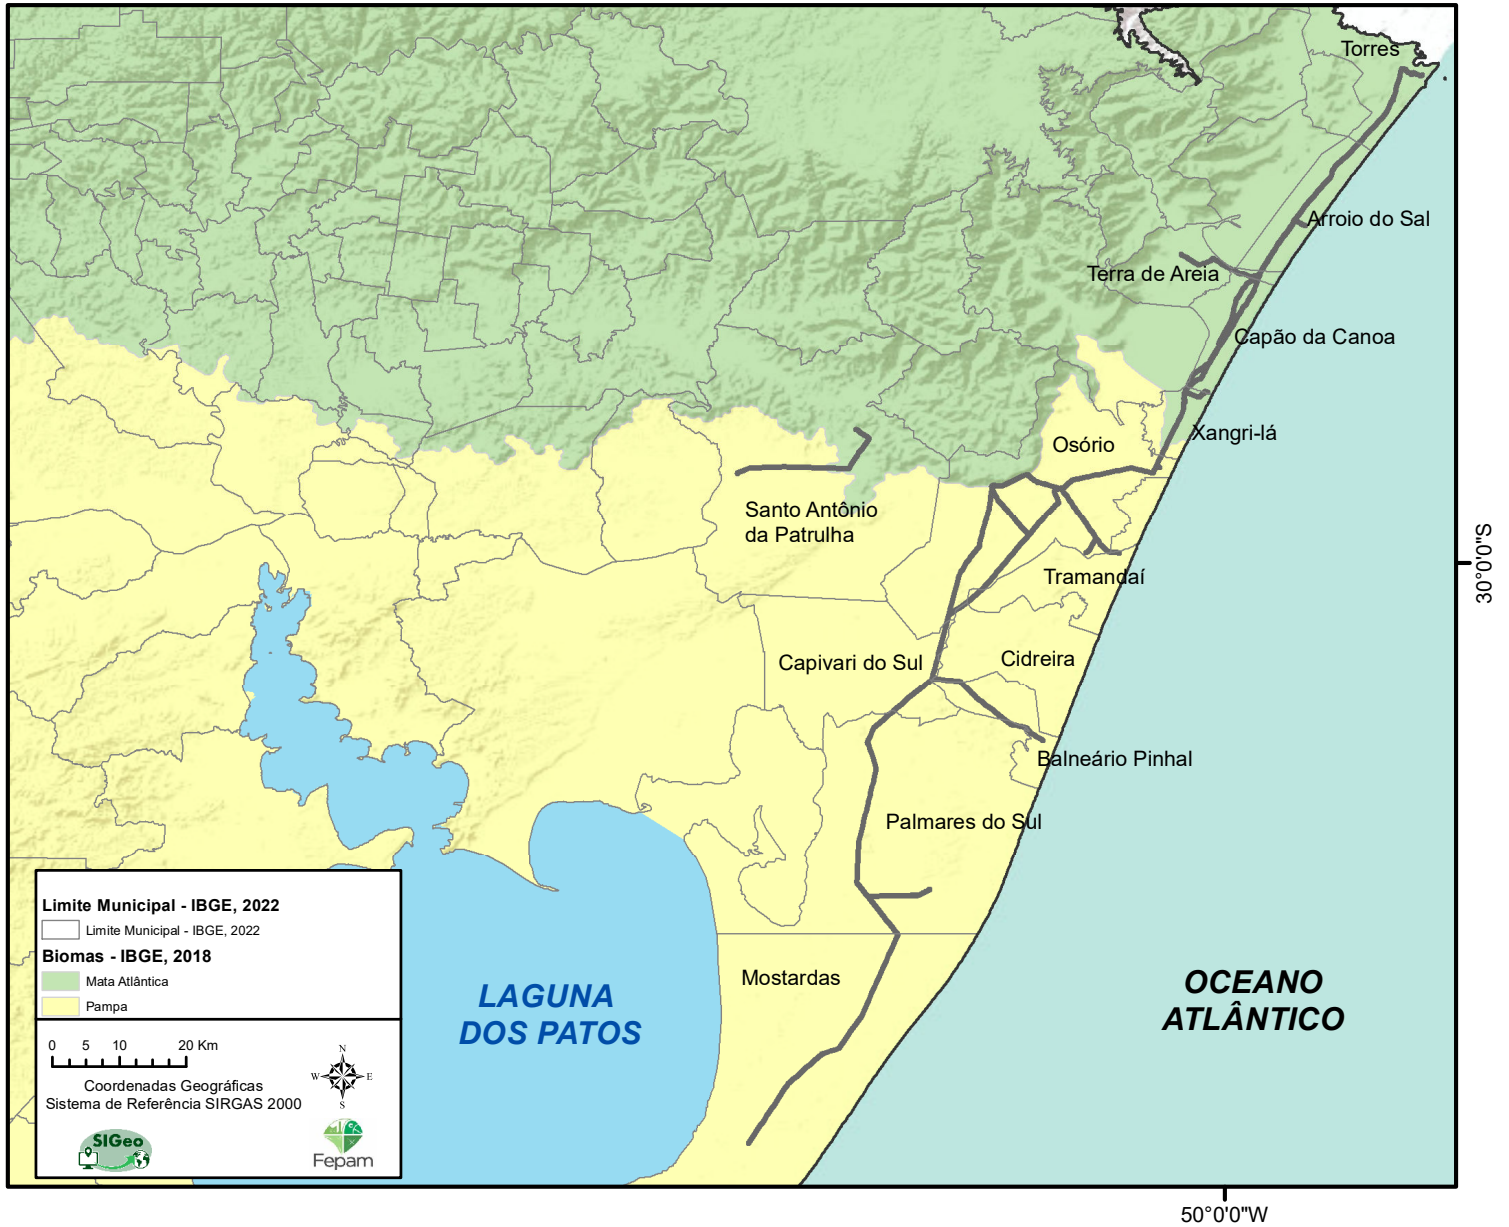 Torres
Arroio do Sal
Terra de Areia
Capão da Canoa
Xangri-lá
Osório
Santo Antônio
da Patrulha
Tramandaí
Capivari do Sul
Cidreira
Balneário Pinhal
Palmares do Sul
Mostardas
LAGUNA
DOS PATOS
OCEANO
ATLÂNTICO
30°0'0"S
50°0'0"W
Limite Municipal - IBGE, 2022
Limite Municipal - IBGE, 2022
Biomas - IBGE, 2018
Mata Atlântica
Pampa
0 5 10 20 Km
Coordenadas Geográficas
Sistema de Referência SIRGAS 2000
N
W E
S
SIGeo
Fepam